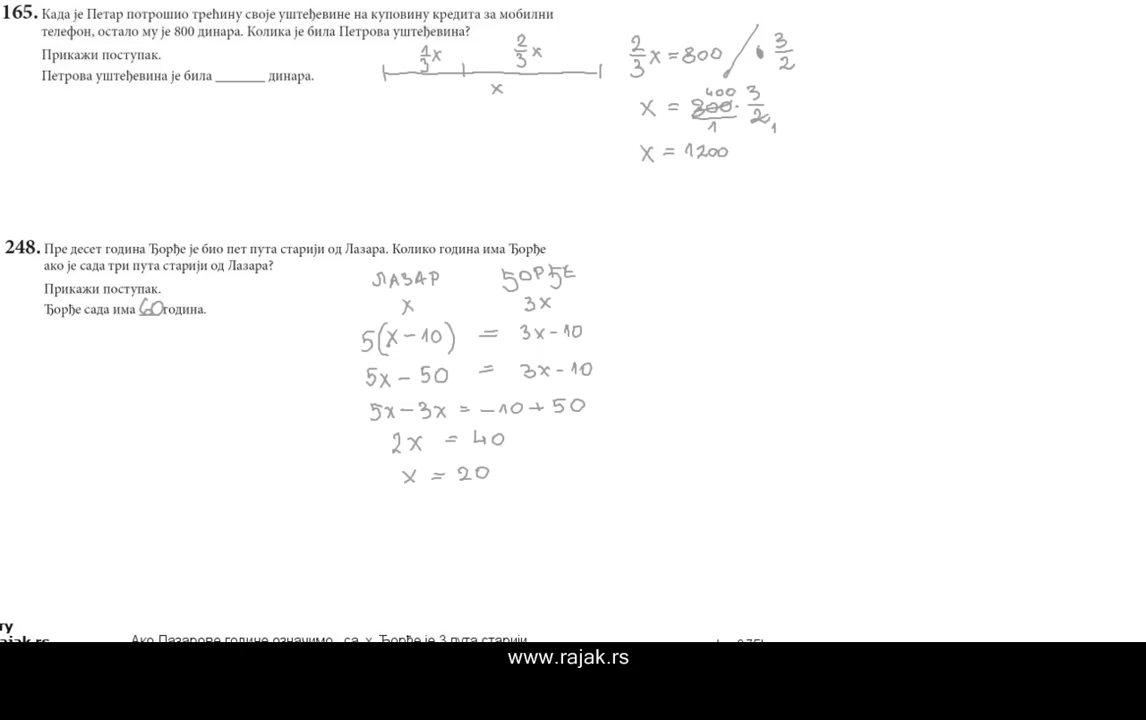 165. Када је Петар потрошио трећину своје уштеђевине на куповину кредита за мобилни
телефон, остало му је 800 динара. Колика је била Петрова уштеђевина?
Прикажи поступак.
Петрова уштеђевина је била _______ динара.
1/3 x 2/3 x
x
2/3 x = 800 / · 3/2
x = 800/1 · 3/2 400 1
x = 1200
248. Пре десет година Ђорђе је био пет пута старији од Лазара. Колико година има Ђорђе
ако је сада три пута старији од Лазара?
Прикажи поступак.
Ђорђе сада има 60 година.
ЛАЗАР ЂОРЂЕ
x 3x
5(x - 10) = 3x - 10
5x - 50 = 3x - 10
5x - 3x = -10 + 50
2x = 40
x = 20
ту
www.rajak.rs